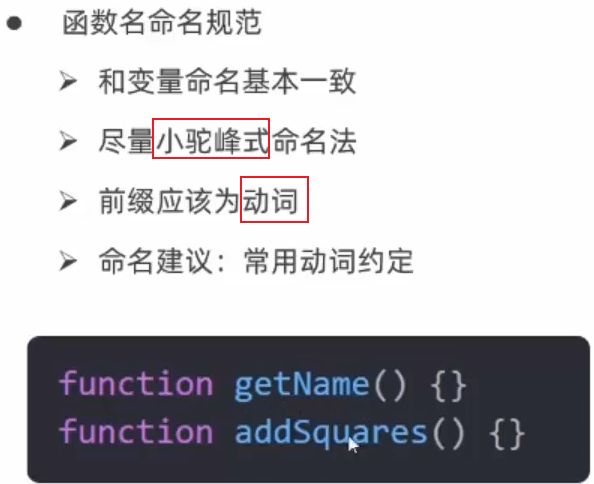 函数名命名规范
和变量命名基本一致
尽量小驼峰式命名法
前缀应该为动词
命名建议：常用动词约定
function getName() {}
function addSquares() {}